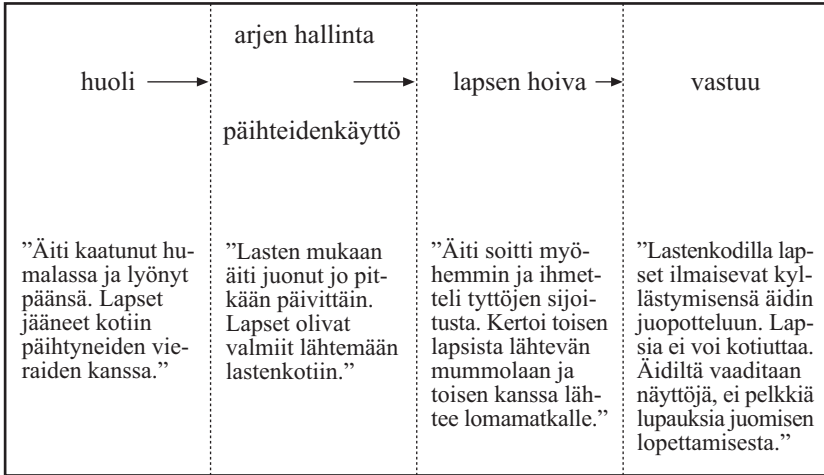 arjen hallinta
huoli
lapsen hoiva
vastuu
päihteidenkäyttö
”Äiti kaatunut hu-
malassa ja lyönyt
päänsä. Lapset
jääneet kotiin
päihtyneiden vie-
raiden kanssa.”
”Lasten mukaan
äiti juonut jo pit-
kään päivittäin.
Lapset olivat
valmiit lähtemään
lastenkotiin.”
”Äiti soitti myö-
hemmin ja ihmet-
teli tyttöjen sijoi-
tusta. Kertoi toisen
lapsista lähtevän
mummolaan ja
toisen kanssa läh-
tee lomamatkalle.”
”Lastenkodilla lap-
set ilmaisevat kyl-
lästymisensä äidin
juopotteluun. Lap-
sia ei voi kotiuttaa.
Äidiltä vaaditaan
näyttöjä, ei pelkkiä
lupauksia juomisen
lopettamisesta.”